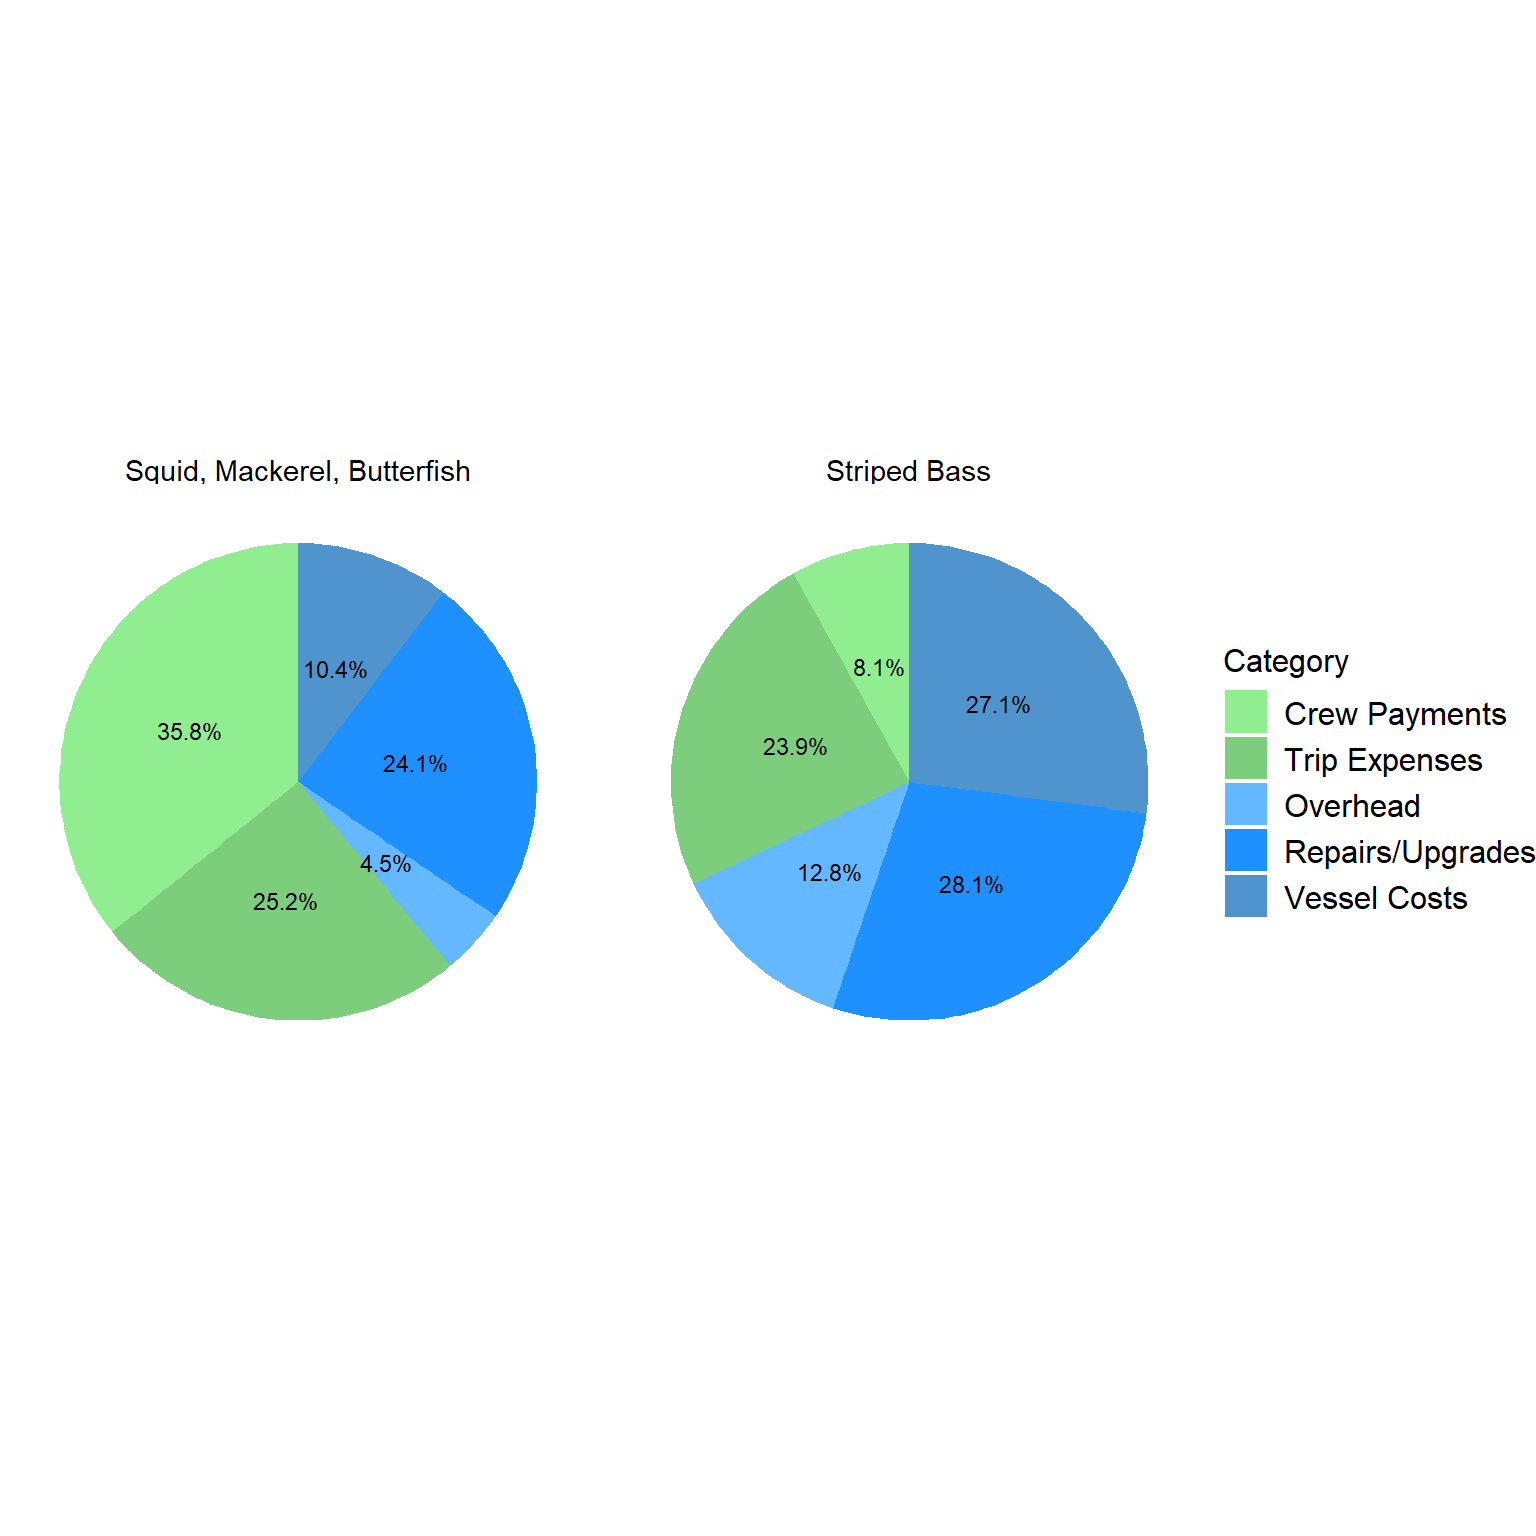 Squid, Mackerel, Butterfish
Striped Bass
10.4%
35.8%
24.1%
4.5%
25.2%
8.1%
27.1%
23.9%
12.8%
28.1%
Category
Crew Payments
Trip Expenses
Overhead
Repairs/Upgrades
Vessel Costs